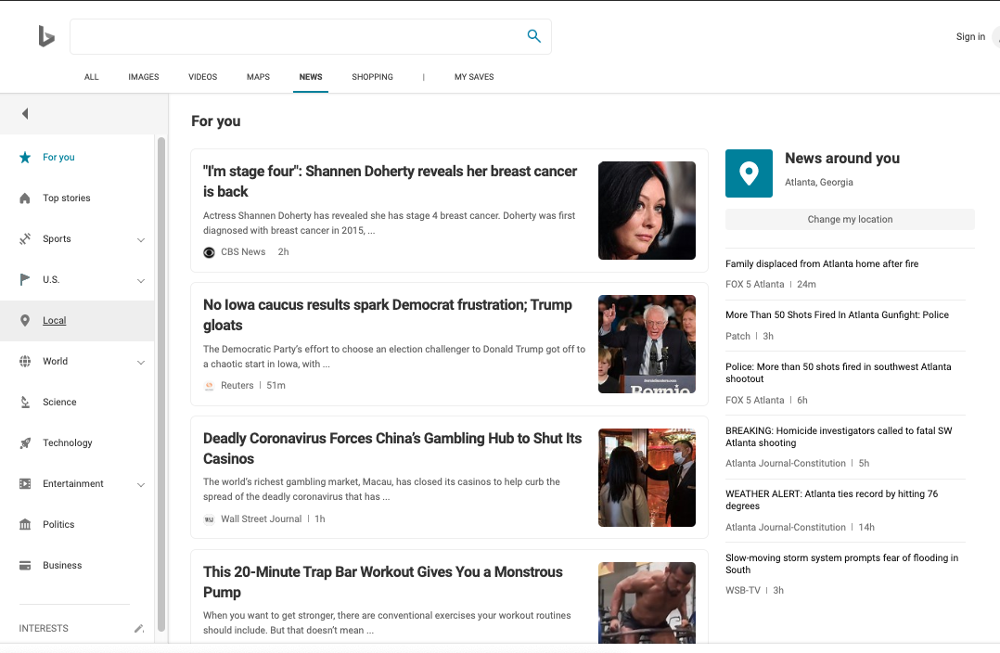 Sign in
ALL IMAGES VIDEOS MAPS NEWS SHOPPING | MY SAVES
For you
Top stories
Sports
U.S.
Local
World
Science
Technology
Entertainment
Politics
Business
INTERESTS
For you
"I'm stage four": Shannen Doherty reveals her breast cancer
is back
Actress Shannen Doherty has revealed she has stage 4 breast cancer. Doherty was first
diagnosed with breast cancer in 2015, ...
CBS News 2h
No Iowa caucus results spark Democrat frustration; Trump
gloats
The Democratic Party's effort to choose an election challenger to Donald Trump got off to
a chaotic start in Iowa, with ...
Reuters | 51m
Bernie
Deadly Coronavirus Forces China's Gambling Hub to Shut Its
Casinos
The world's richest gambling market, Macau, has closed its casinos to help curb the
spread of the deadly coronavirus that has ...
WSJ Wall Street Journal | 1h
This 20-Minute Trap Bar Workout Gives You a Monstrous
Pump
When you want to get stronger, there are conventional exercises your workout routines
should include. But that doesn't mean ...
News around you
Atlanta, Georgia
Change my location
Family displaced from Atlanta home after fire
FOX 5 Atlanta | 24m
More Than 50 Shots Fired In Atlanta Gunfight: Police
Patch | 3h
Police: More than 50 shots fired in southwest Atlanta
shootout
FOX 5 Atlanta | 6h
BREAKING: Homicide investigators called to fatal SW
Atlanta shooting
Atlanta Journal-Constitution | 5h
WEATHER ALERT: Atlanta ties record by hitting 76
degrees
Atlanta Journal-Constitution | 14h
Slow-moving storm system prompts fear of flooding in
South
WSB-TV | 3h